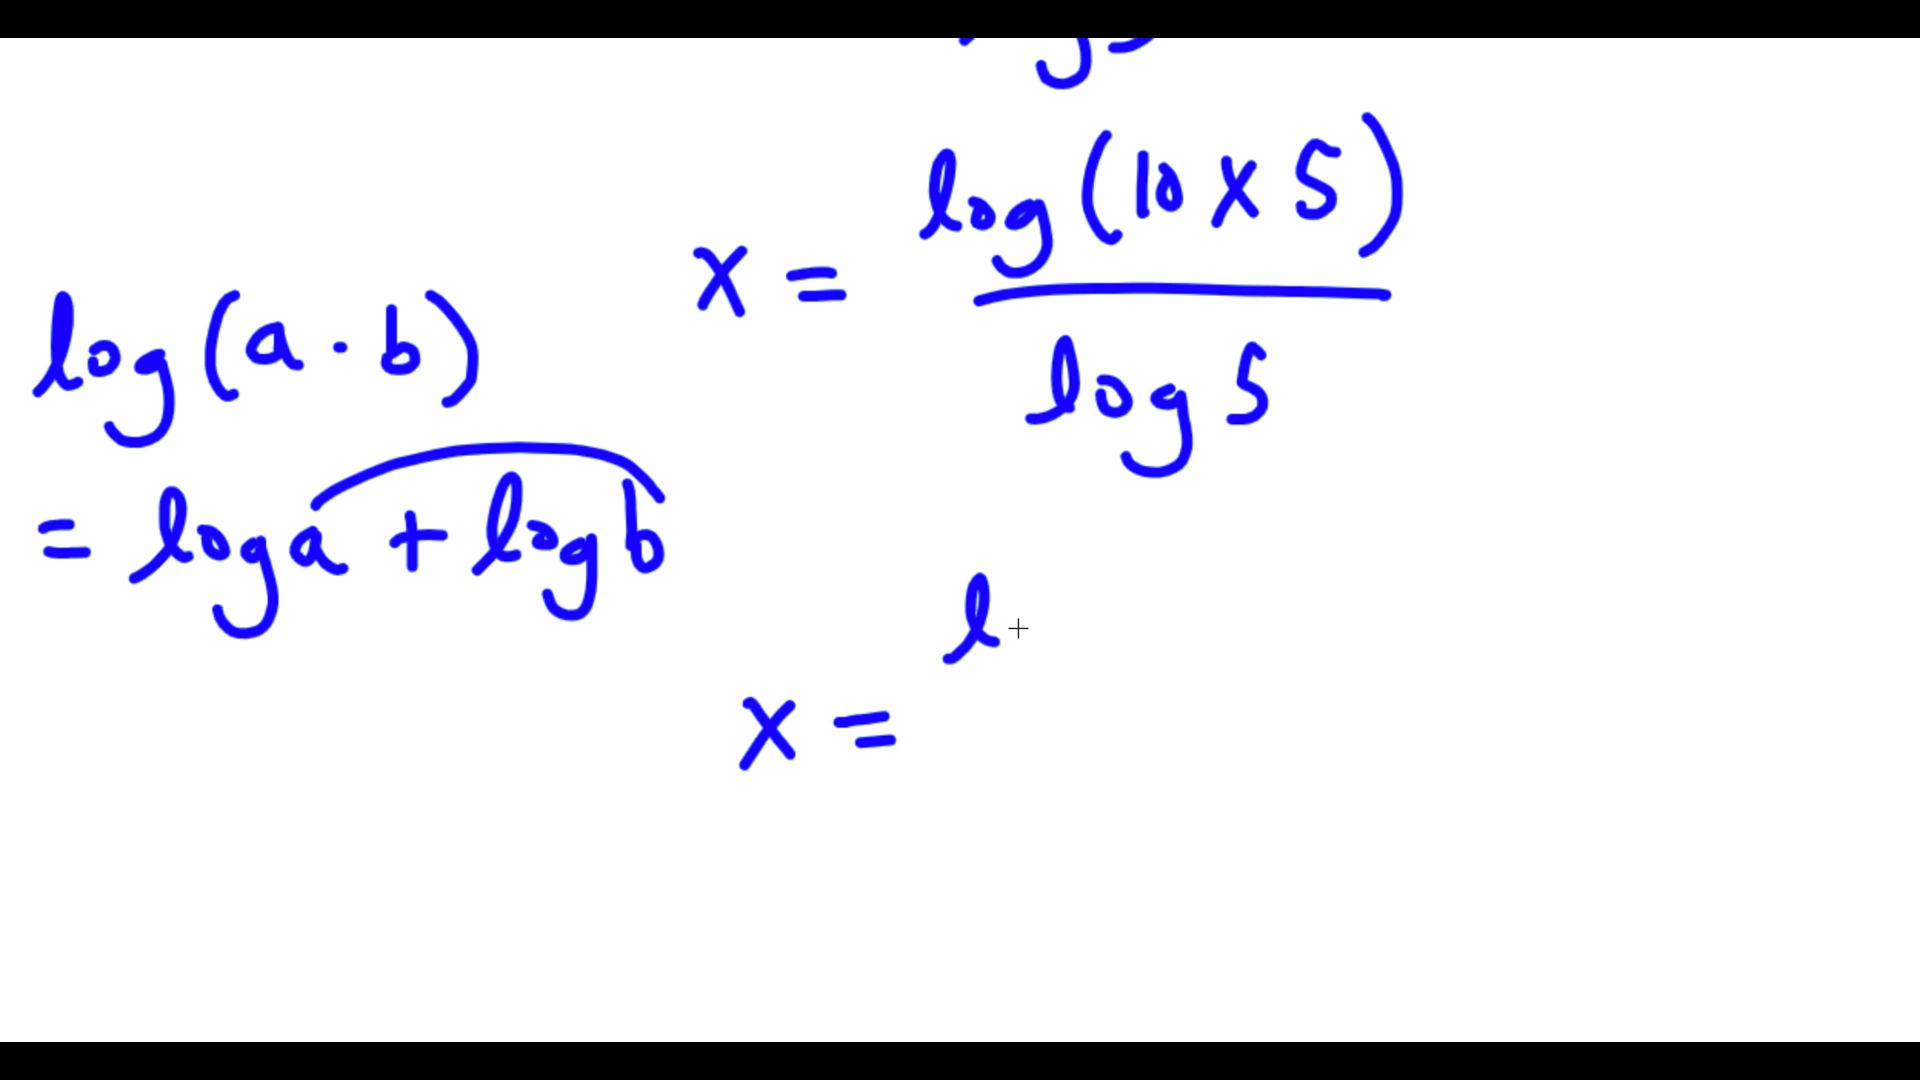 x = log (10 x 5)
log 5
log (a · b)
= log a + log b
x = l